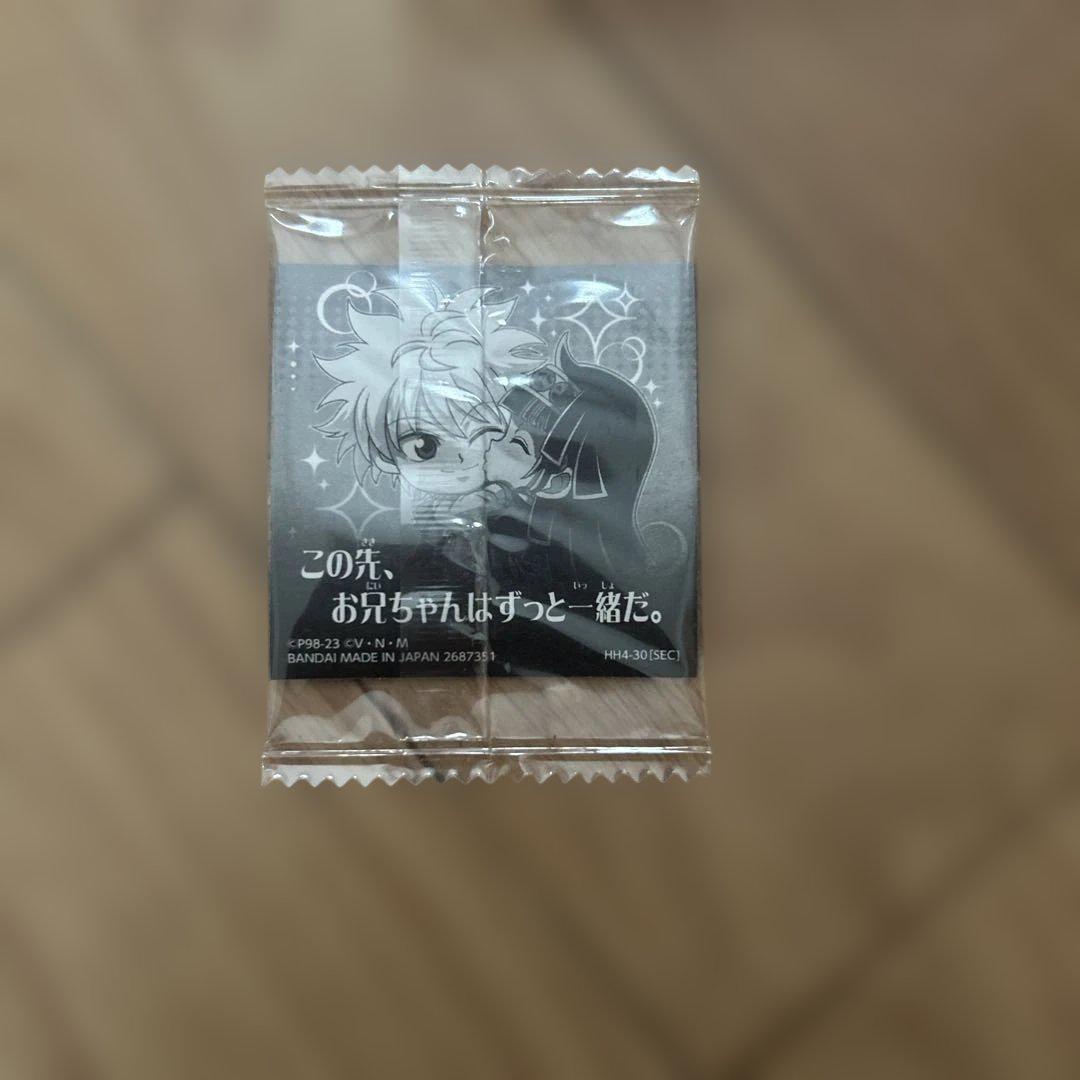 この先、
お兄ちゃんはずっと一緒だ。
©P98-23 ©V・N・M
BANDAI MADE IN JAPAN 2687351
HH4-30[SEC]